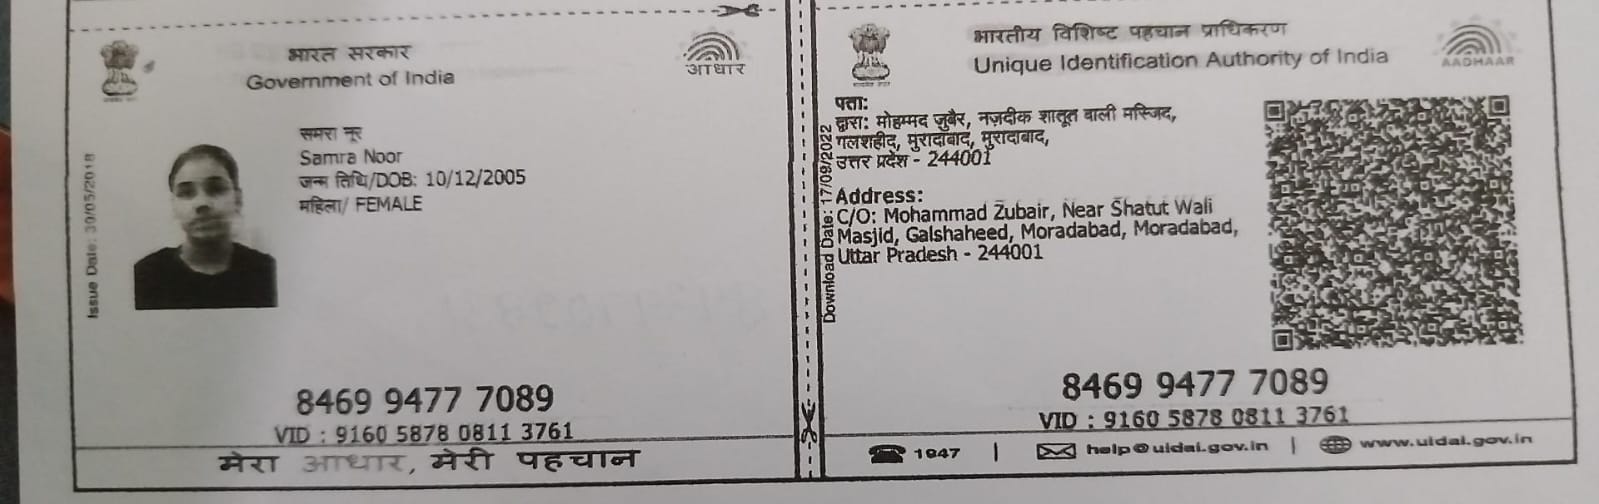 भारत सरकार
Government of India
आधार
Issue Date: 30/05/2018
समरा नूर
Samra Noor
जन्म तिथि/DOB: 10/12/2005
महिला/ FEMALE
8469 9477 7089
VID : 9160 5878 0811 3761
मेरा आधार, मेरी पहचान
भारतीय विशिष्ट पहचान प्राधिकरण
Unique Identification Authority of India
AADHAAR
Download Date: 17/09/2022
पता:
द्वारा: मोहम्मद जुबैर, नज़दीक शातूत वाली मस्जिद,
गलशहीद, मुरादाबाद, मुरादाबाद,
उत्तर प्रदेश - 244001
Address:
C/O: Mohammad Zubair, Near Shatut Wali
Masjid, Galshaheed, Moradabad, Moradabad,
Uttar Pradesh - 244001
8469 9477 7089
VID : 9160 5878 0811 3761
1947 | help@uidai.gov.in | www.uidai.gov.in